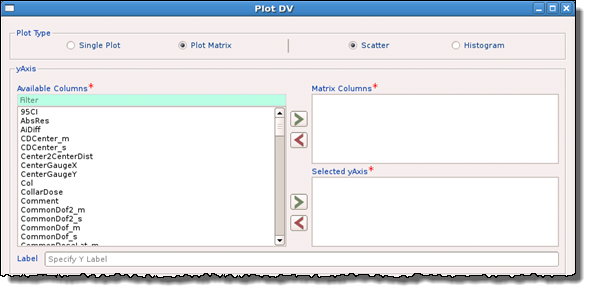 Plot DV
Plot Type
Single Plot Plot Matrix Scatter Histogram
yAxis
Available Columns* Matrix Columns*
Filter
95CI
AbsRes
AiDiff
CDCenter_m
CDCenter_s
Center2CenterDist
CenterGaugeX
CenterGaugeY
Selected yAxis*
Col
CollarDose
Comment
CommonDof2_m
CommonDof2_s
CommonDof_m
CommonDof_s
Label Specify Y Label